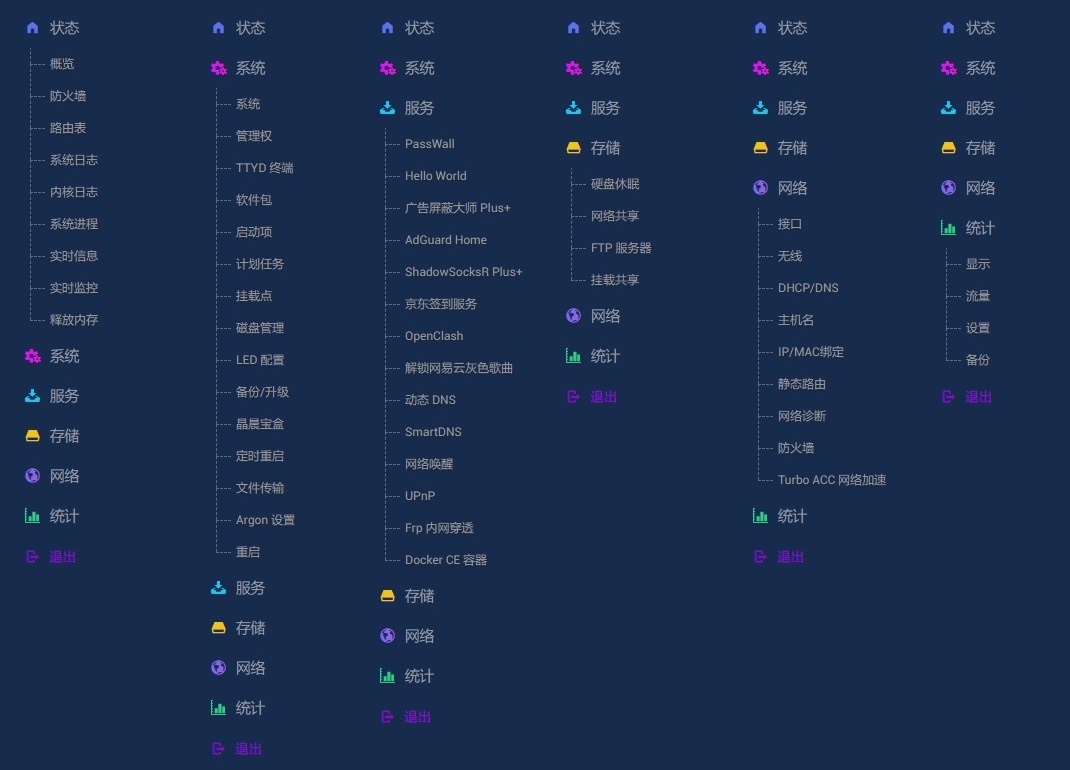 状态
概览
防火墙
路由表
系统日志
内核日志
系统进程
实时信息
实时监控
释放内存
系统
服务
存储
网络
统计
退出
状态
系统
系统
管理权
TTYD 终端
软件包
启动项
计划任务
挂载点
磁盘管理
LED 配置
备份/升级
晶晨宝盒
定时重启
文件传输
Argon 设置
重启
服务
存储
网络
统计
退出
状态
系统
服务
PassWall
Hello World
广告屏蔽大师 Plus+
AdGuard Home
ShadowSocksR Plus+
京东签到服务
OpenClash
解锁网易云灰色歌曲
动态 DNS
SmartDNS
网络唤醒
UPnP
Frp 内网穿透
Docker CE 容器
存储
网络
统计
退出
状态
系统
服务
存储
硬盘休眠
网络共享
FTP 服务器
挂载共享
网络
统计
退出
状态
系统
服务
存储
网络
接口
无线
DHCP/DNS
主机名
IP/MAC绑定
静态路由
网络诊断
防火墙
Turbo ACC 网络加速
统计
退出
状态
系统
服务
存储
网络
统计
显示
流量
设置
备份
退出